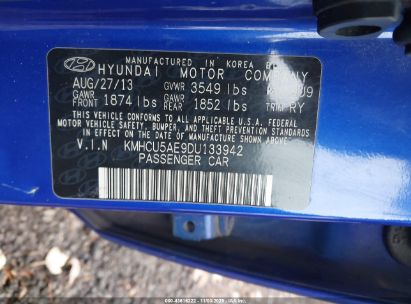 MANUFACTURED IN KOREA BY
HYUNDAI MOTOR COMPANY
AUG/27/13 GVWR 3549 lbs
GAWR FRONT 1874 lbs GAWR REAR 1852 lbs TRIM:RY
THIS VEHICLE CONFORMS TO ALL APPLICABLE
U.S. FEDERAL MOTOR VEHICLE SAFETY, BUMPER,
AND THEFT PREVENTION STANDARDS IN EFFECT ON
THE DATE OF MANUFACTURE SHOWN ABOVE.
V.I.N KMHCU5AE9DU133942
PASSENGER CAR